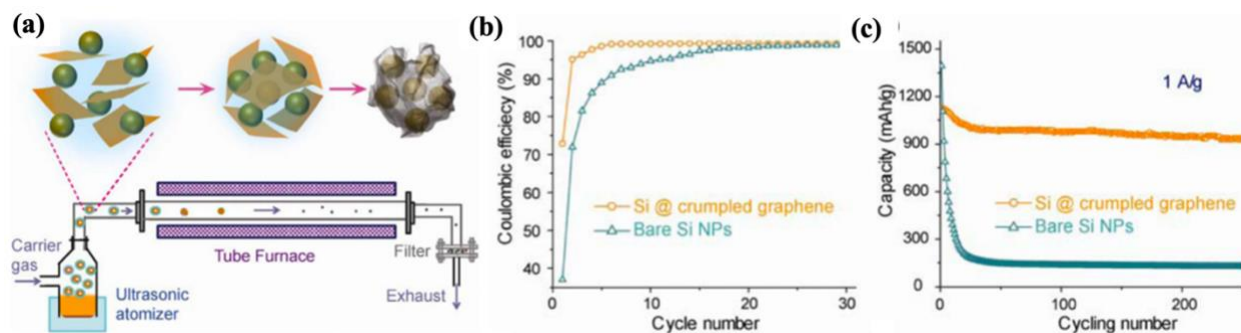 (a)
Carrier
gas
Ultrasonic
atomizer
Tube Furnace
Filter
Exhaust
(b)
Coulombic efficiecy (%)
100
90
80
70
60
50
40
Si @ crumpled graphene
Bare Si NPs
0
10
20
30
Cycle number
(c)
Capacity (mAh/g)
1500
1200
900
600
300
0
1 A/g
Si @ crumpled graphene
Bare Si NPs
0
100
200
Cycling number